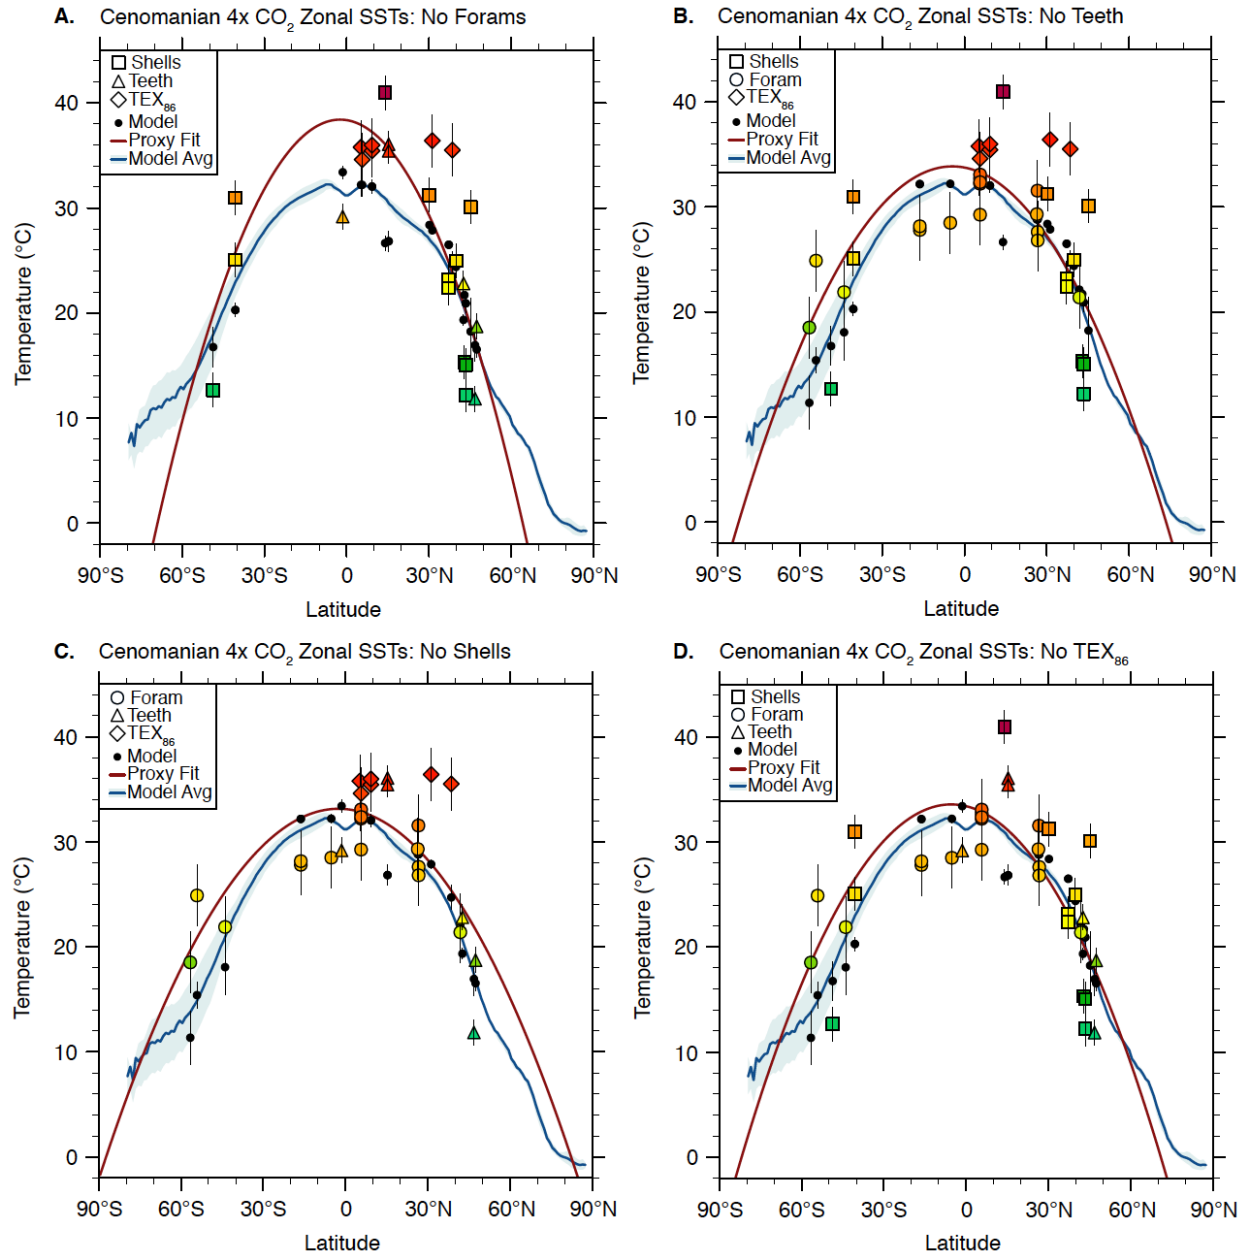 A. Cenomanian 4x CO2 Zonal SSTs: No Forams
Shells
Teeth
TEX86
Model
Proxy Fit
Model Avg
Temperature (°C)
40
30
20
10
0
90°S 60°S 30°S 0 30°N 60°N 90°N
Latitude
B. Cenomanian 4x CO2 Zonal SSTs: No Teeth
Shells
Foram
TEX86
Model
Proxy Fit
Model Avg
Temperature (°C)
40
30
20
10
0
90°S 60°S 30°S 0 30°N 60°N 90°N
Latitude
C. Cenomanian 4x CO2 Zonal SSTs: No Shells
Foram
Teeth
TEX86
Model
Proxy Fit
Model Avg
Temperature (°C)
40
30
20
10
0
90°S 60°S 30°S 0 30°N 60°N 90°N
Latitude
D. Cenomanian 4x CO2 Zonal SSTs: No TEX86
Shells
Foram
Teeth
Model
Proxy Fit
Model Avg
Temperature (°C)
40
30
20
10
0
90°S 60°S 30°S 0 30°N 60°N 90°N
Latitude